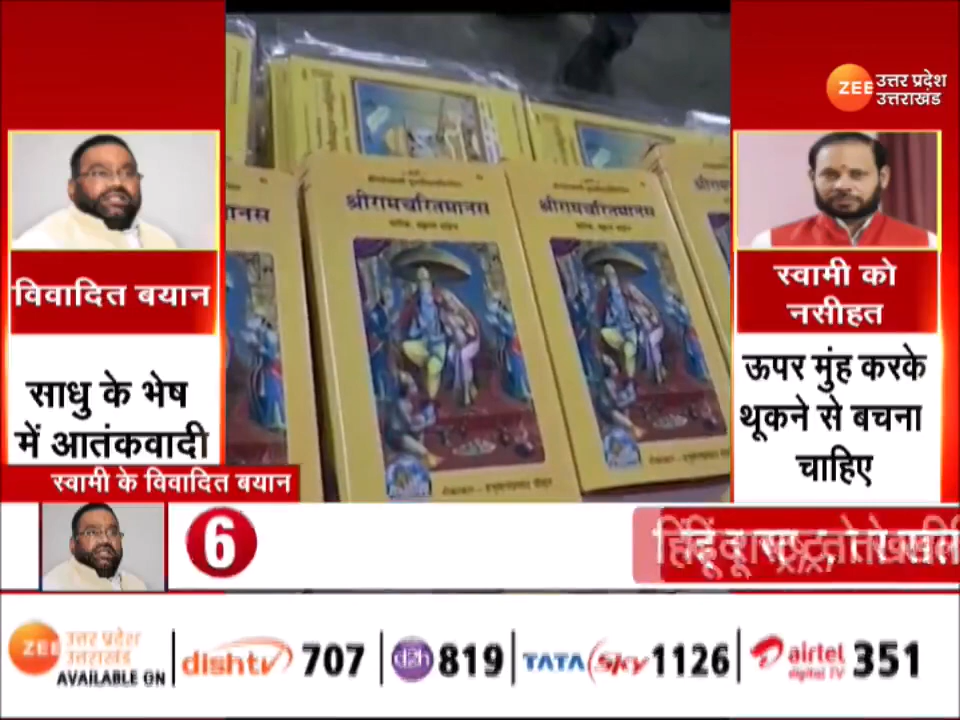 ZEE उत्तर प्रदेश
उत्तराखंड
विवादित बयान
साधु के भेष
में आतंकवादी
श्रीरामचरितमानस
श्रीरामचरितमानस
स्वामी को
नसीहत
ऊपर मुंह करके
थूकने से बचना
चाहिए
स्वामी के विवादित बयान
6
ZEE उत्तर प्रदेश
उत्तराखंड
AVAILABLE ON
dishtv 707
d2h 819
TATA sky 1126
airtel
digital TV
351